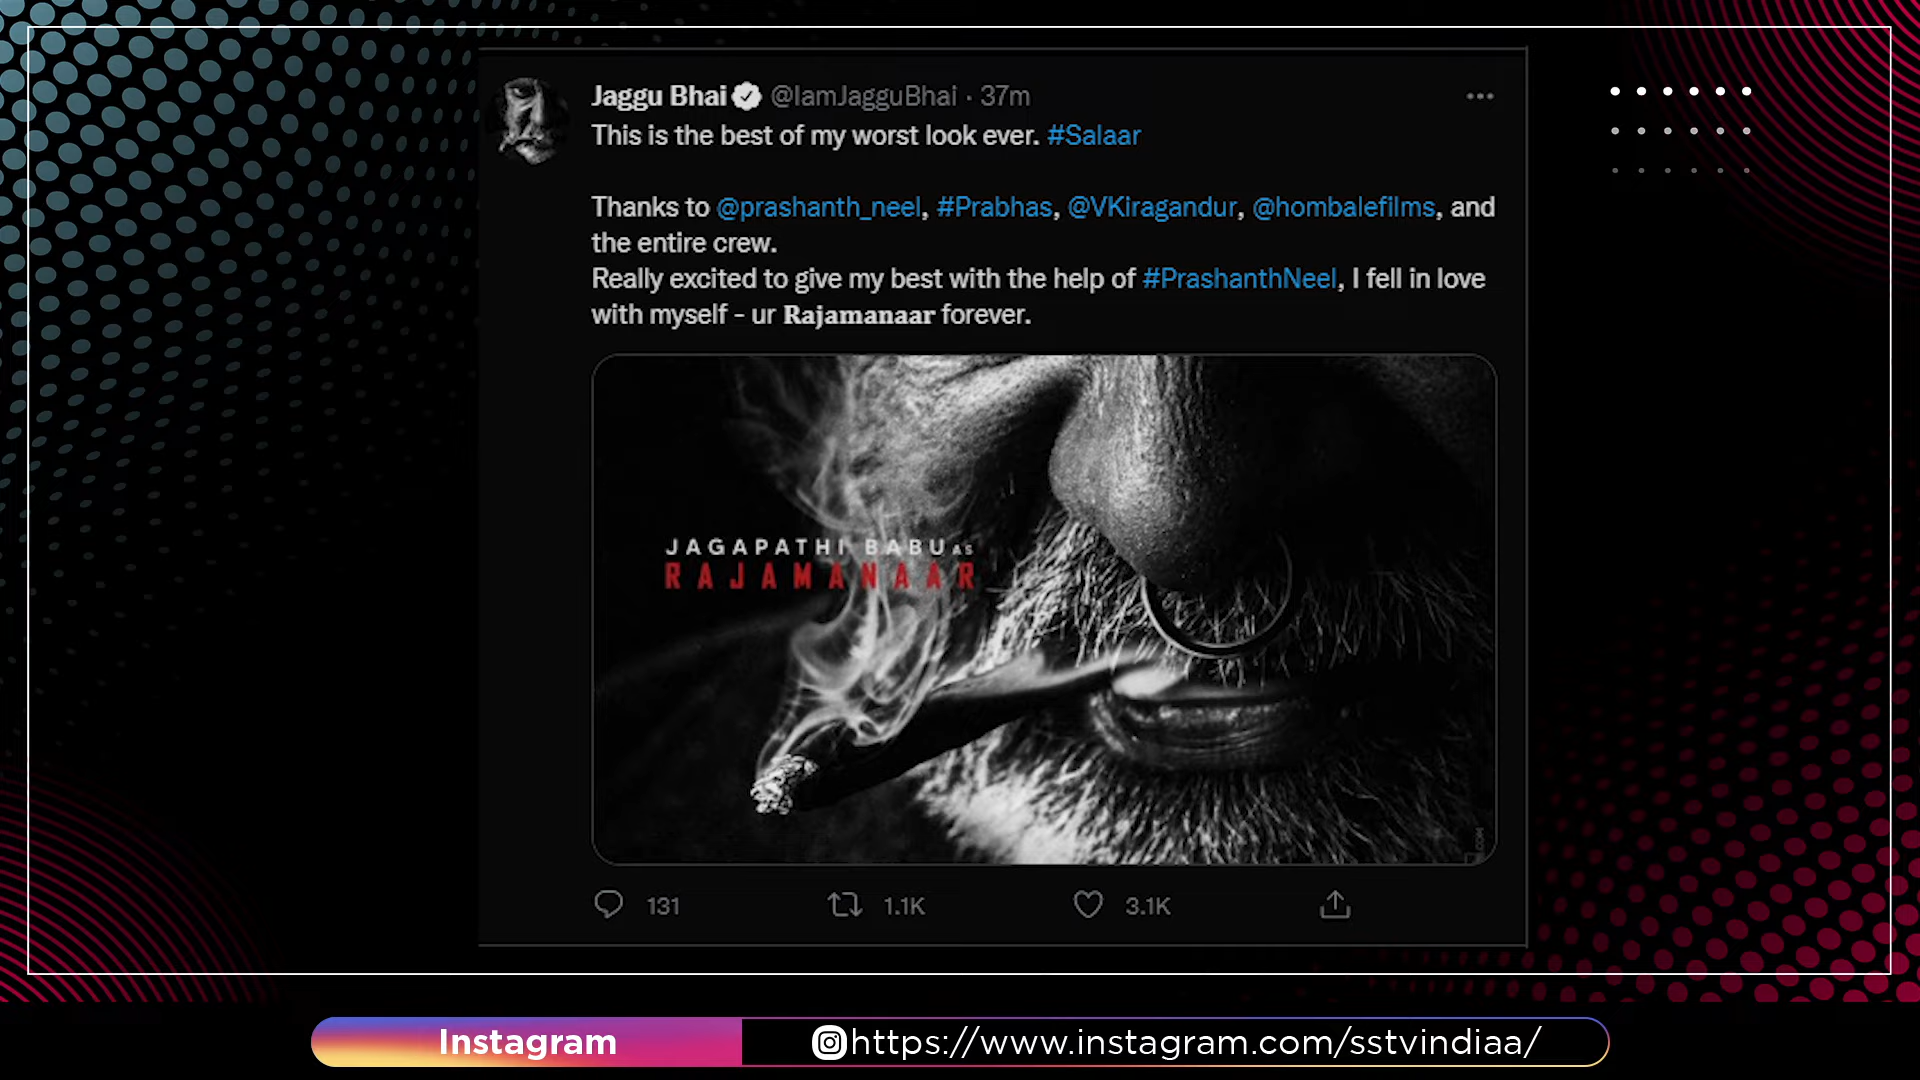 Jaggu Bhai @IamJagguBhai · 37m
This is the best of my worst look ever. #Salaar
Thanks to @prashanth_neel, #Prabhas, @VKiragandur, @hombalefilms, and
the entire crew.
Really excited to give my best with the help of #PrashanthNeel, I fell in love
with myself - ur Rajamanaar forever.
JAGAPATHI BABU AS
RAJAMANAAR
131 1.1K 3.1K
Instagram https://www.instagram.com/sstvindiaa/